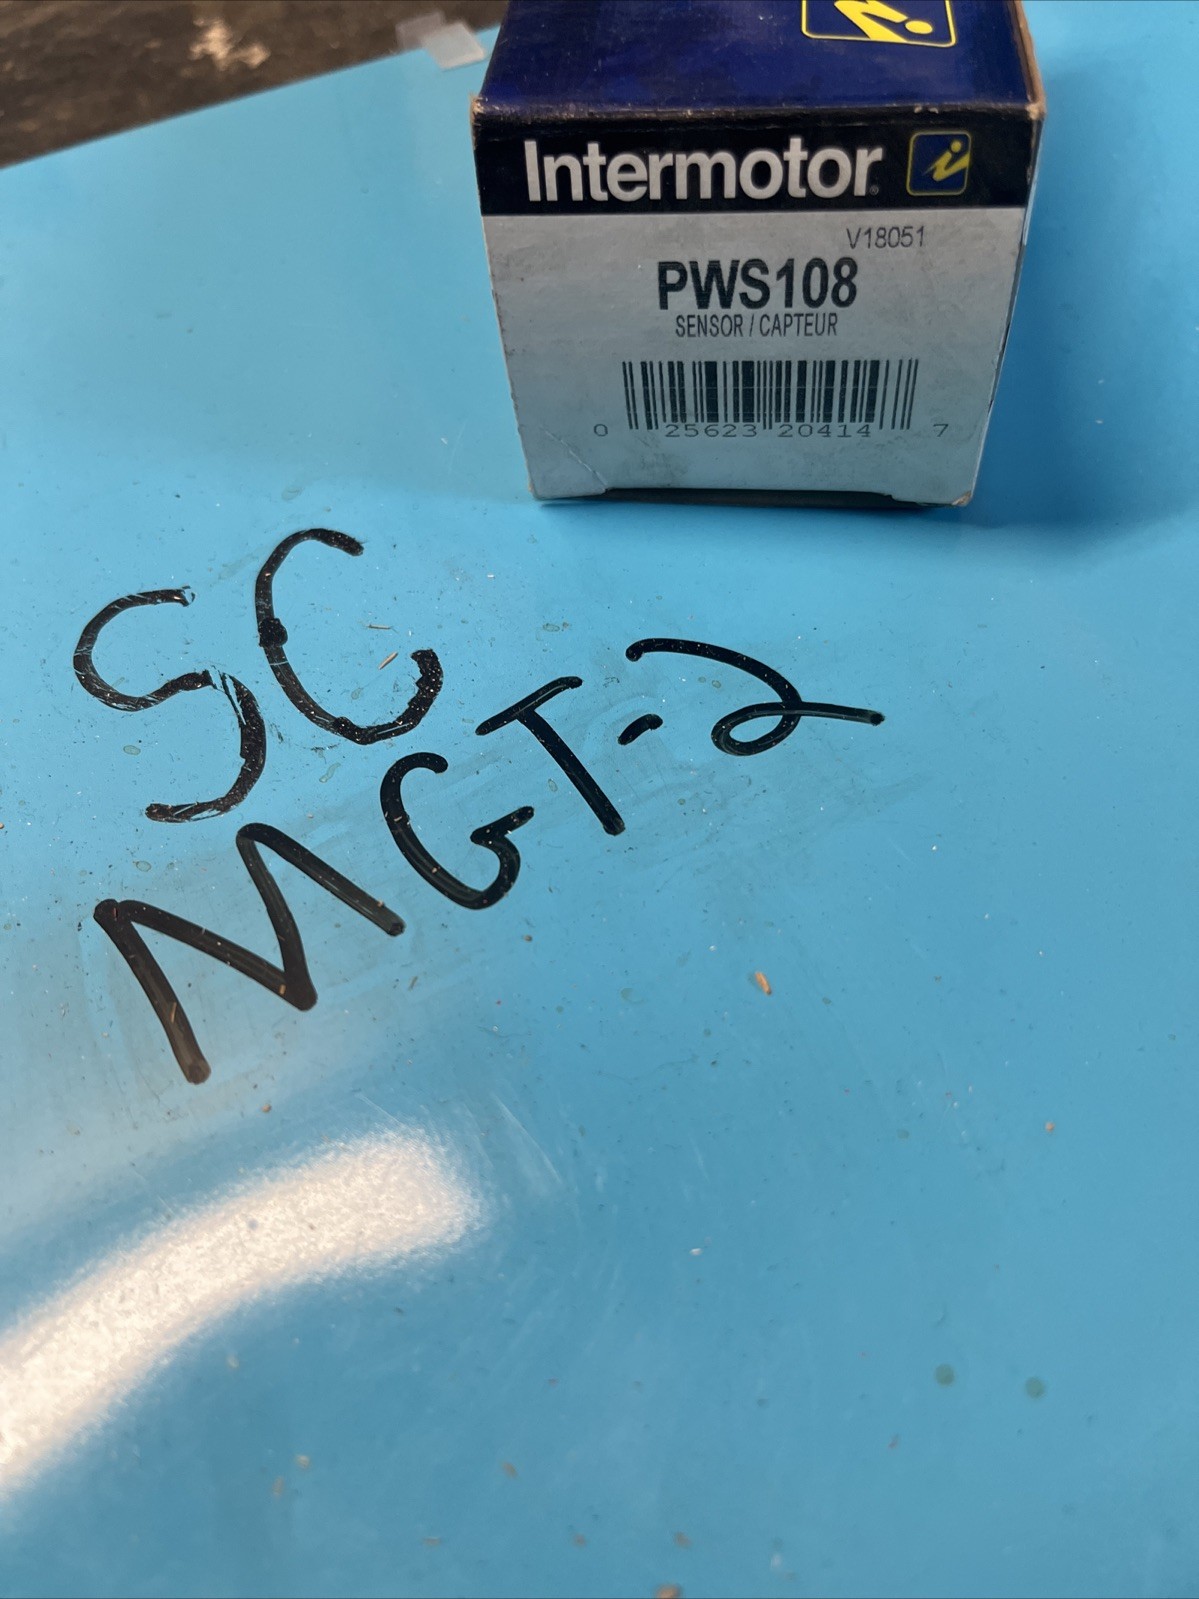 Intermotor
V18051
PWS108
SENSOR / CAPTEUR
0 25623 20414 7
SC
MGT-2